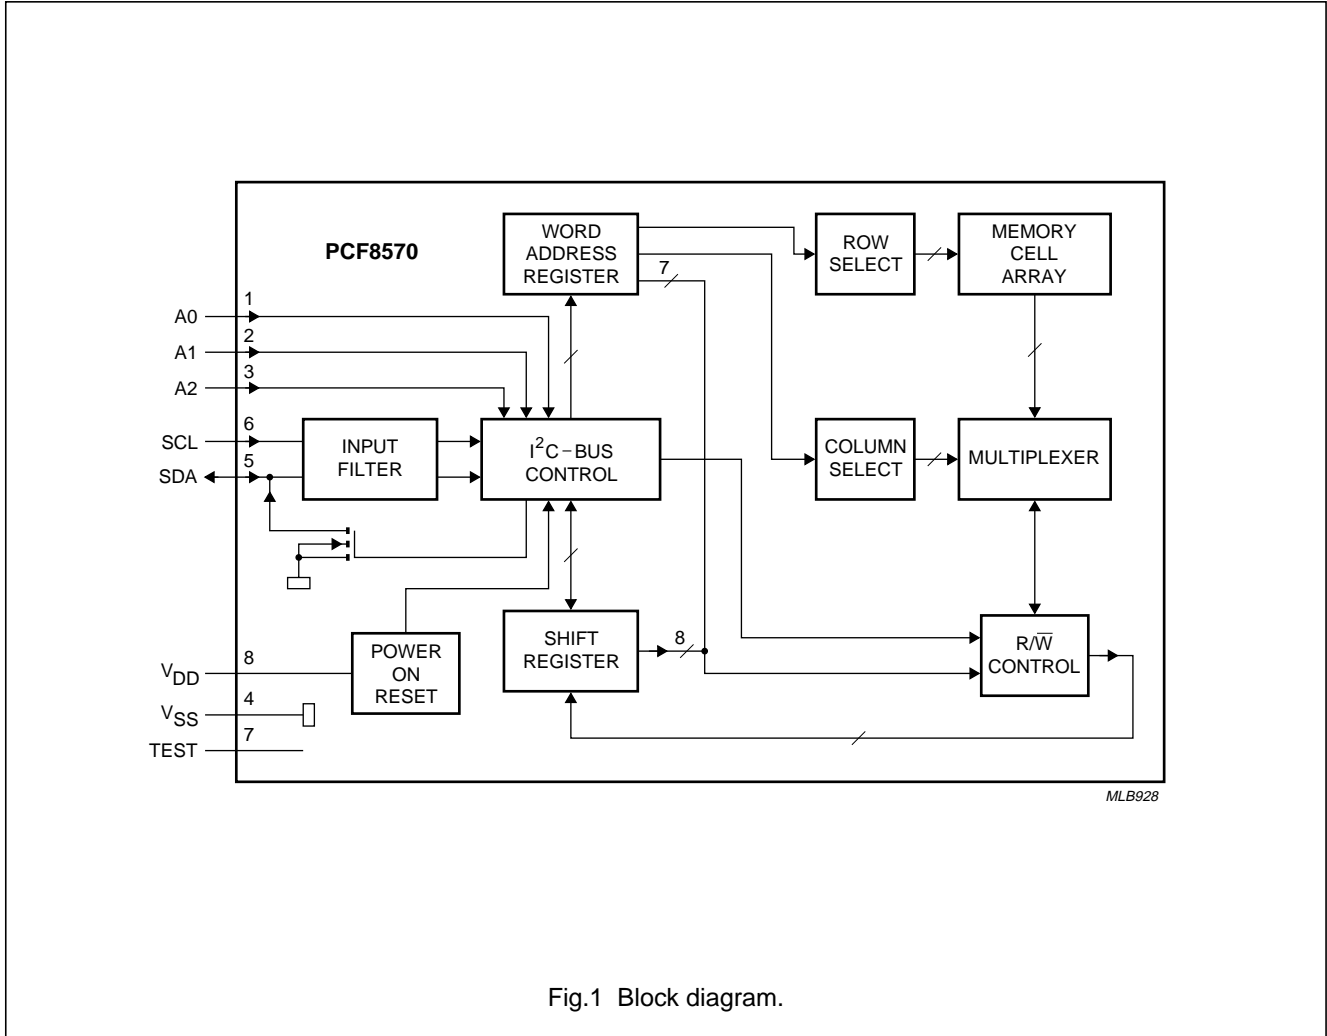 PCF8570
WORD
ADDRESS
REGISTER
7
ROW
SELECT
MEMORY
CELL
ARRAY
A0
1
A1
2
A2
3
SCL
6
SDA
5
INPUT
FILTER
I²C–BUS
CONTROL
COLUMN
SELECT
MULTIPLEXER
POWER
ON
RESET
SHIFT
REGISTER
8
R/W̅
CONTROL
VDD
8
VSS
4
TEST
7
MLB928
Fig.1 Block diagram.